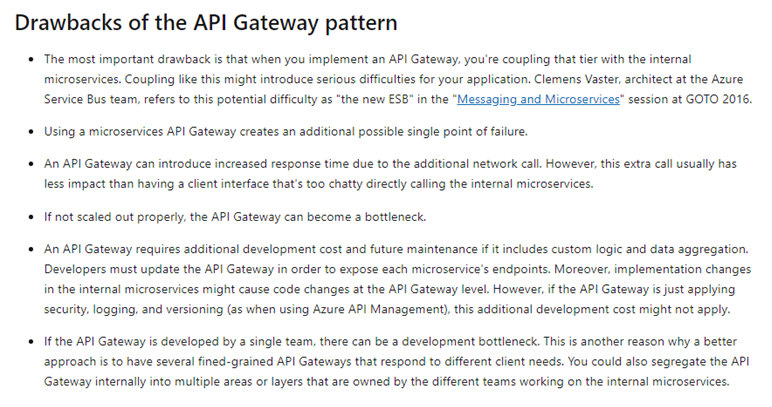 Drawbacks of the API Gateway pattern
• The most important drawback is that when you implement an API Gateway, you're coupling that tier with the internal
microservices. Coupling like this might introduce serious difficulties for your application. Clemens Vaster, architect at the Azure
Service Bus team, refers to this potential difficulty as "the new ESB" in the "Messaging and Microservices" session at GOTO 2016.
• Using a microservices API Gateway creates an additional possible single point of failure.
• An API Gateway can introduce increased response time due to the additional network call. However, this extra call usually has
less impact than having a client interface that's too chatty directly calling the internal microservices.
• If not scaled out properly, the API Gateway can become a bottleneck.
• An API Gateway requires additional development cost and future maintenance if it includes custom logic and data aggregation.
Developers must update the API Gateway in order to expose each microservice's endpoints. Moreover, implementation changes
in the internal microservices might cause code changes at the API Gateway level. However, if the API Gateway is just applying
security, logging, and versioning (as when using Azure API Management), this additional development cost might not apply.
• If the API Gateway is developed by a single team, there can be a development bottleneck. This is another reason why a better
approach is to have several fined-grained API Gateways that respond to different client needs. You could also segregate the API
Gateway internally into multiple areas or layers that are owned by the different teams working on the internal microservices.